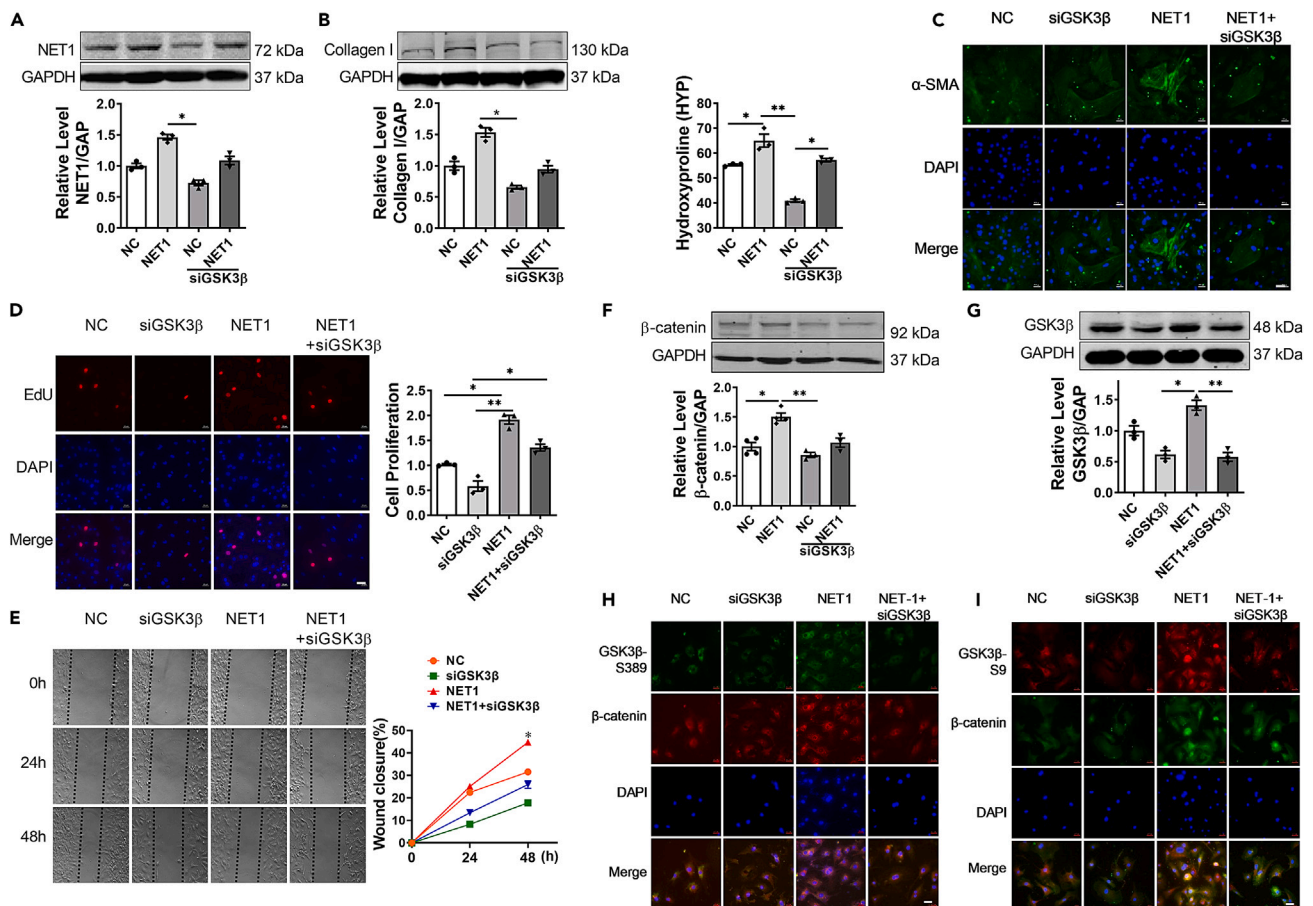 A
NET1
72 kDa
GAPDH
37 kDa
Relative Level
NET1/GAP
2.0
1.5
1.0
0.5
0.0
*
NC
NET1
NC
NET1
siGSK3β
B
Collagen I
130 kDa
GAPDH
37 kDa
Relative Level
Collagen I/GAP
2.0
1.5
1.0
0.5
0.0
*
NC
NET1
NC
NET1
siGSK3β
Hydroxyproline (HYP)
80
70
60
50
40
30
*
**
*
NC
NET1
NC
NET1
siGSK3β
C
NC
siGSK3β
NET1
NET1+
siGSK3β
α-SMA
DAPI
Merge
D
NC
siGSK3β
NET1
NET1
+siGSK3β
EdU
DAPI
Merge
Cell Proliferation
2.5
2.0
1.5
1.0
0.5
0.0
*
*
**
NC
siGSK3β
NET1
NET1+siGSK3β
E
NC
siGSK3β
NET1
NET1
+siGSK3β
0h
24h
48h
NC
siGSK3β
NET1
NET1+siGSK3β
Wound closure(%)
50
40
30
20
10
0
*
0
24
48
(h)
F
β-catenin
92 kDa
GAPDH
37 kDa
Relative Level
β-catenin/GAP
2.0
1.5
1.0
0.5
0.0
*
**
NC
NET1
NC
NET1
siGSK3β
G
GSK3β
48 kDa
GAPDH
37 kDa
Relative Level
GSK3β/GAP
2.0
1.5
1.0
0.5
0.0
*
**
NC
siGSK3β
NET1
NET1+siGSK3β
H
NC
siGSK3β
NET1
NET-1+
siGSK3β
GSK3β-
S389
β-catenin
DAPI
Merge
I
NC
siGSK3β
NET1
NET-1+
siGSK3β
GSK3β-
S9
β-catenin
DAPI
Merge